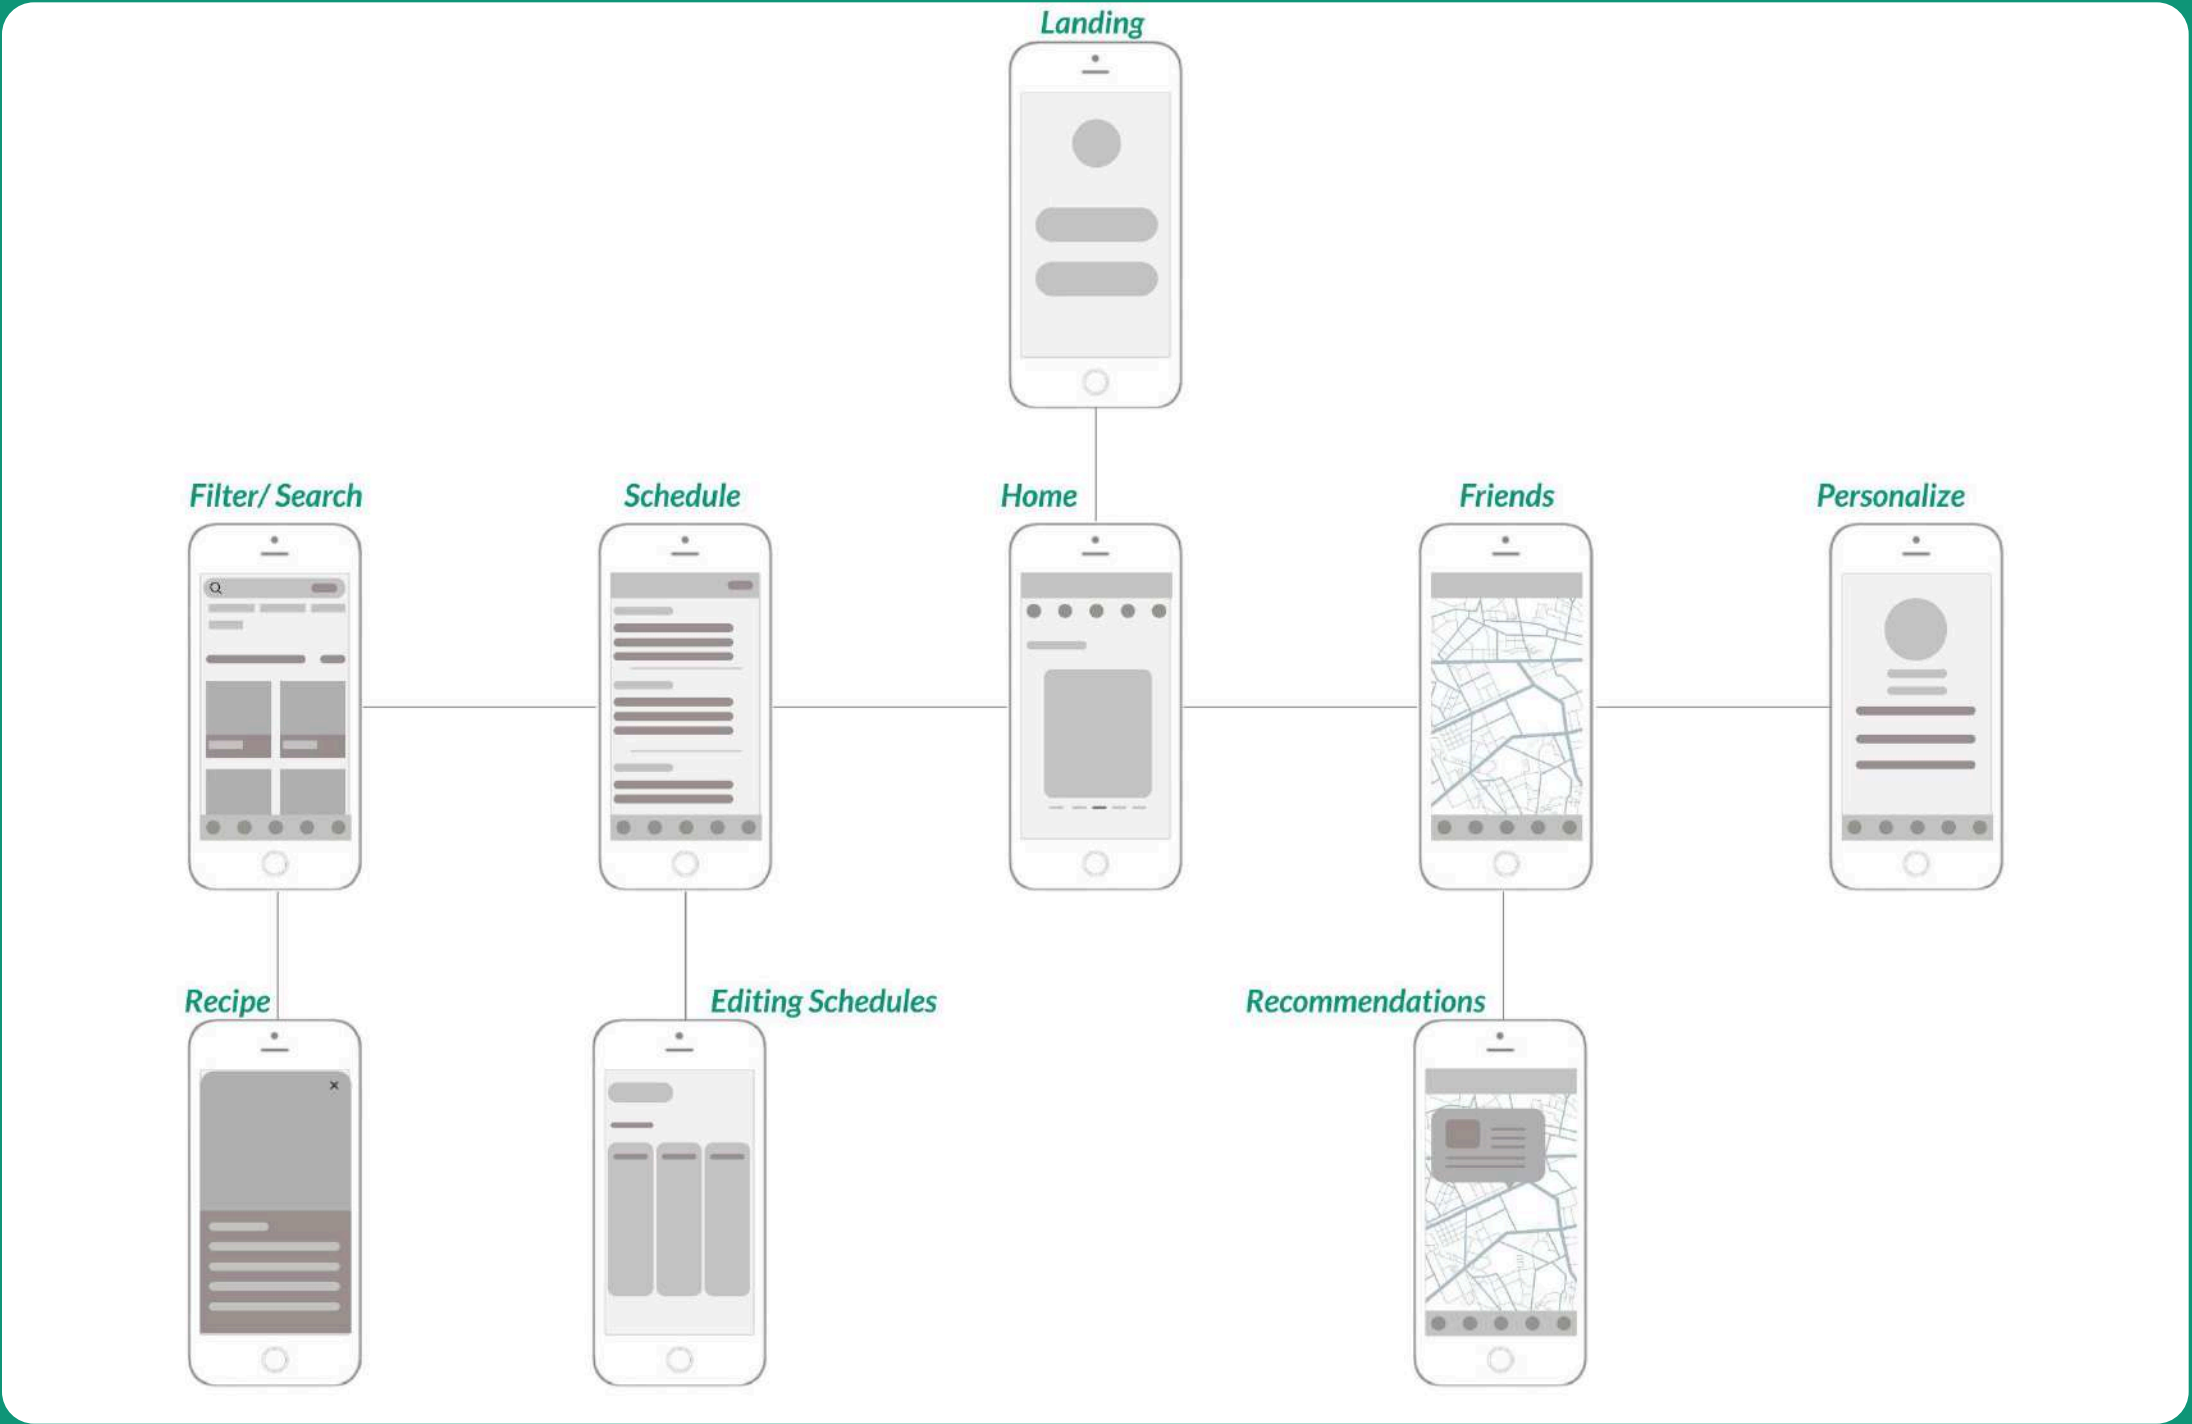 Landing
Filter/ Search
Schedule
Home
Friends
Personalize
Recipe
Editing Schedules
Recommendations